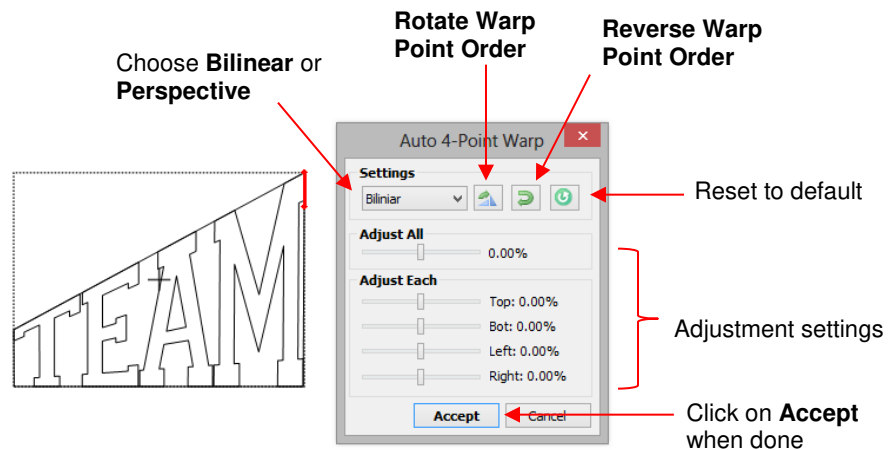 Rotate Warp
Point Order
Reverse Warp
Point Order
Choose Bilinear or
Perspective
Auto 4-Point Warp
Settings
Biliniar
Reset to default
Adjust All
0.00%
Adjust Each
Top: 0.00%
Bot: 0.00%
Left: 0.00%
Right: 0.00%
Adjustment settings
TEAM
Accept
Cancel
Click on Accept
when done